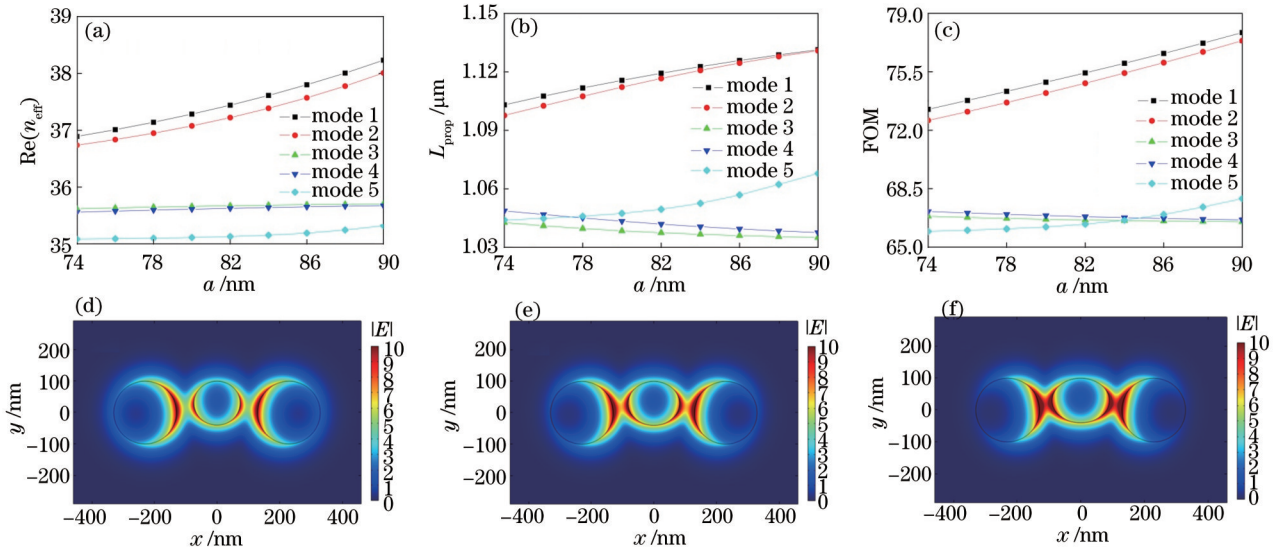 (a)
39
38
37
36
35
Re(n_eff)
mode 1
mode 2
mode 3
mode 4
mode 5
74 78 82 86 90
a /nm
(b)
1.15
1.12
1.09
1.06
1.03
L_prop /μm
mode 1
mode 2
mode 3
mode 4
mode 5
74 78 82 86 90
a /nm
(c)
79.0
75.5
72.0
68.5
65.0
FOM
mode 1
mode 2
mode 3
mode 4
mode 5
74 78 82 86 90
a /nm
(d)
200
100
0
−100
−200
y /nm
−400 −200 0 200 400
x /nm
|E|
10
9
8
7
6
5
4
3
2
1
0
(e)
200
100
0
−100
−200
y /nm
−400 −200 0 200 400
x /nm
|E|
10
9
8
7
6
5
4
3
2
1
0
(f)
200
100
0
−100
−200
y /nm
−400 −200 0 200 400
x /nm
|E|
10
9
8
7
6
5
4
3
2
1
0